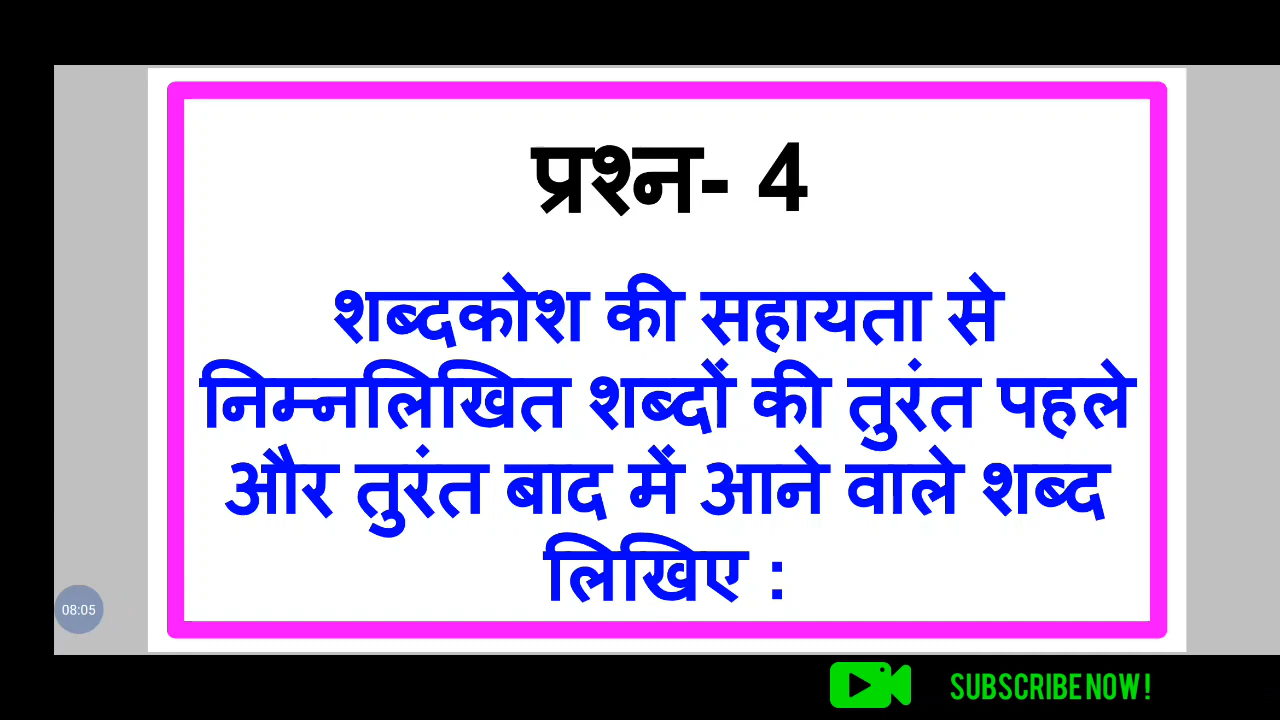 प्रश्न- 4
शब्दकोश की सहायता से
निम्नलिखित शब्दों की तुरंत पहले
और तुरंत बाद में आने वाले शब्द
लिखिए :
08:05
SUBSCRIBE NOW !